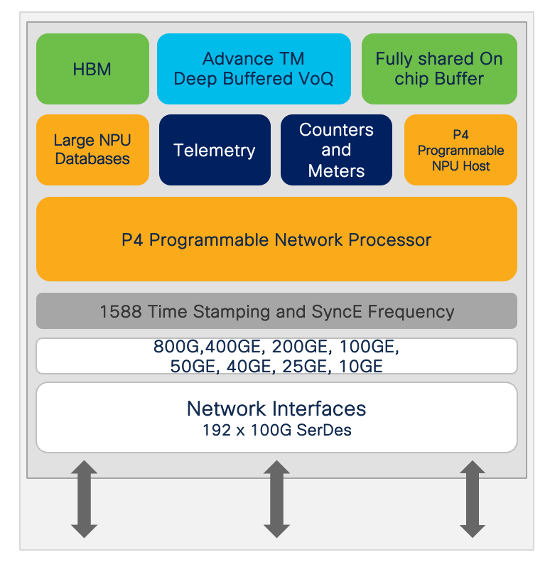 HBM
Advance TM
Deep Buffered VoQ
Fully shared On
chip Buffer
Large NPU
Databases
Telemetry
Counters
and
Meters
P4
Programmable
NPU Host
P4 Programmable Network Processor
1588 Time Stamping and SyncE Frequency
800G,400GE, 200GE, 100GE,
50GE, 40GE, 25GE, 10GE
Network Interfaces
192 x 100G SerDes